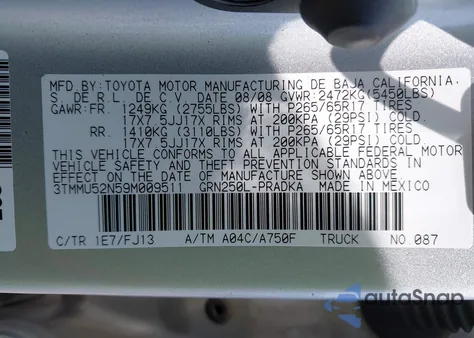 MFD.BY:TOYOTA MOTOR MANUFACTURING DE BAJA CALIFORNIA.
S. DE R.L. DE C.V. DATE 08/08 GVWR:2472KG(5450LBS)
GAWR:FR. 1249KG (2755LBS) WITH P265/65R17 TIRES
17X7.5JJ17X RIMS AT 200KPA (29PSI) COLD.
RR. 1410KG (3110LBS) WITH P265/65R17 TIRES
17X7.5JJ17X RIMS AT 200KPA (29PSI) COLD.
THIS VEHICLE CONFORMS TO ALL APPLICABLE FEDERAL MOTOR
VEHICLE SAFETY AND THEFT PREVENTION STANDARDS IN
EFFECT ON THE DATE OF MANUFACTURE SHOWN ABOVE.
3TMMU52N59M009511 GRN250L-PRADKA MADE IN MEXICO
C/TR 1E7/FJ13 A/TM A04C/A750F TRUCK NO.087
autoSnap